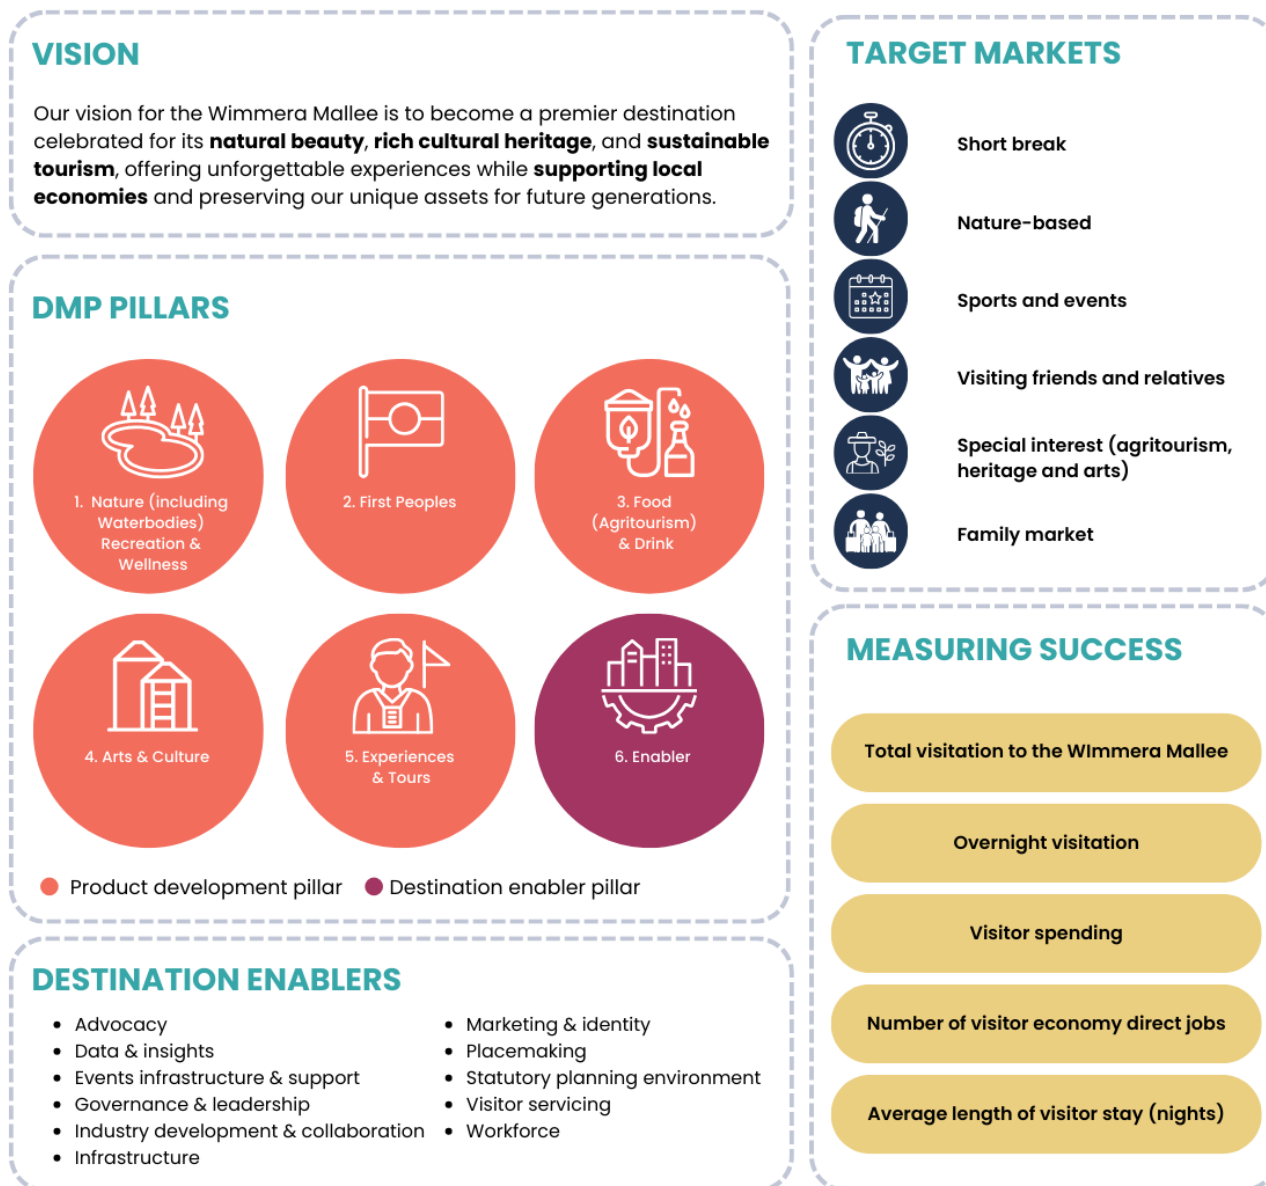 VISION
Our vision for the Wimmera Mallee is to become a premier destination
celebrated for its natural beauty, rich cultural heritage, and sustainable
tourism, offering unforgettable experiences while supporting local
economies and preserving our unique assets for future generations.
DMP PILLARS
1. Nature (including
Waterbodies)
Recreation &
Wellness
2. First Peoples
3. Food
(Agritourism)
& Drink
4. Arts & Culture
5. Experiences
& Tours
6. Enabler
Product development pillar
Destination enabler pillar
DESTINATION ENABLERS
• Advocacy
• Data & insights
• Events infrastructure & support
• Governance & leadership
• Industry development & collaboration
• Infrastructure
• Marketing & identity
• Placemaking
• Statutory planning environment
• Visitor servicing
• Workforce
TARGET MARKETS
Short break
Nature-based
Sports and events
Visiting friends and relatives
Special interest (agritourism,
heritage and arts)
Family market
MEASURING SUCCESS
Total visitation to the WImmera Mallee
Overnight visitation
Visitor spending
Number of visitor economy direct jobs
Average length of visitor stay (nights)